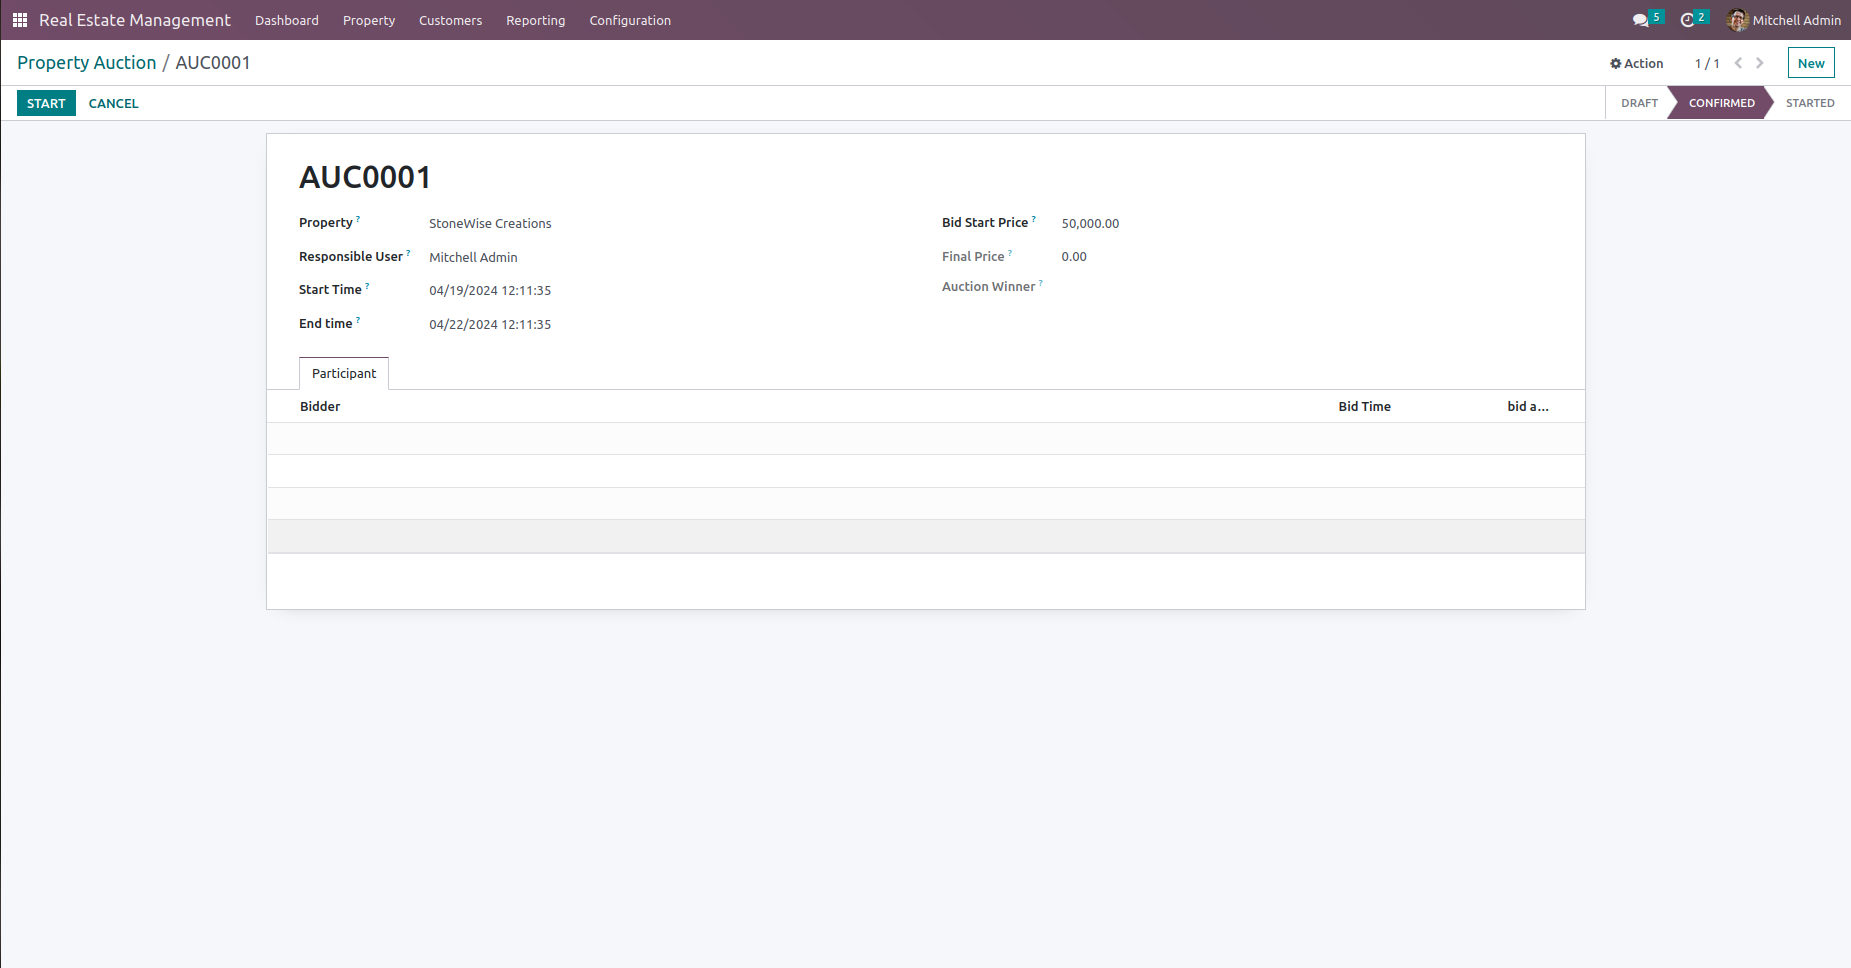 Real Estate Management Dashboard Property Customers Reporting Configuration 5 2 Mitchell Admin
Property Auction / AUC0001 Action 1 / 1 New
START CANCEL DRAFT CONFIRMED STARTED
AUC0001
Property ? StoneWise Creations Bid Start Price ? 50,000.00
Responsible User ? Mitchell Admin Final Price ? 0.00
Start Time ? 04/19/2024 12:11:35 Auction Winner ?
End time ? 04/22/2024 12:11:35
Participant
Bidder Bid Time bid a...